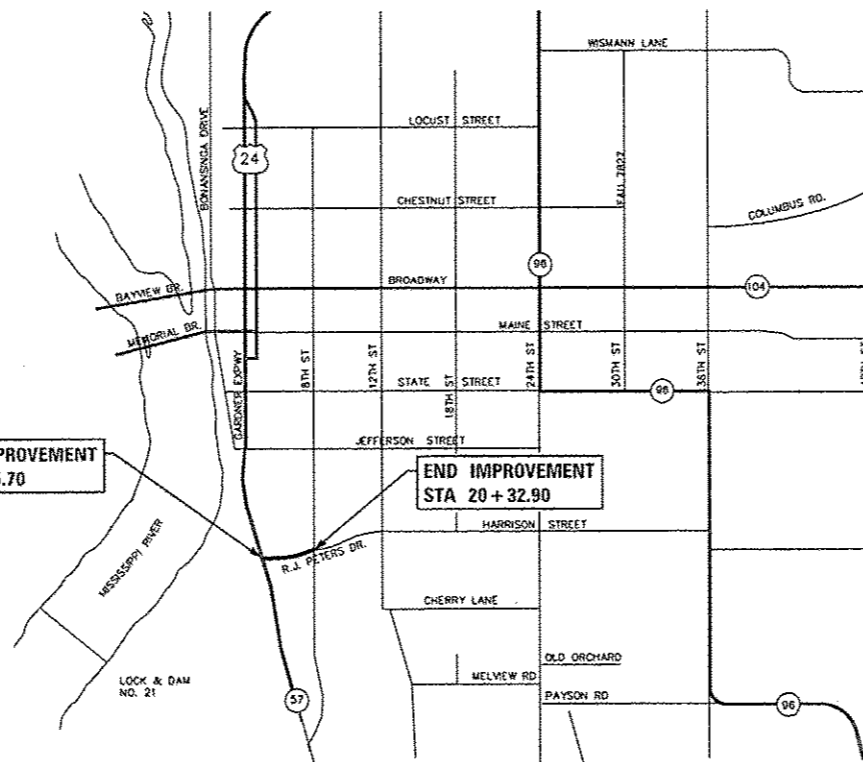 WISMANN LANE
LOCUST STREET
BONANSINGA DRIVE
24
FAU 7827
CHESTNUT STREET
COLUMBUS RD.
96
BROADWAY
104
BAYVIEW BR.
MEMORIAL BR.
MAINE STREET
GARDNER EXPWY
8TH ST
12TH ST
18TH ST
24TH ST
30TH ST
36TH ST
STATE STREET
96
JEFFERSON STREET
PROVEMENT
.70
END IMPROVEMENT
STA 20+32.90
HARRISON STREET
R.J. PETERS DR.
MISSISSIPPI RIVER
CHERRY LANE
OLD ORCHARD
MELVIEW RD
PAYSON RD
LOCK & DAM
NO. 21
57
96